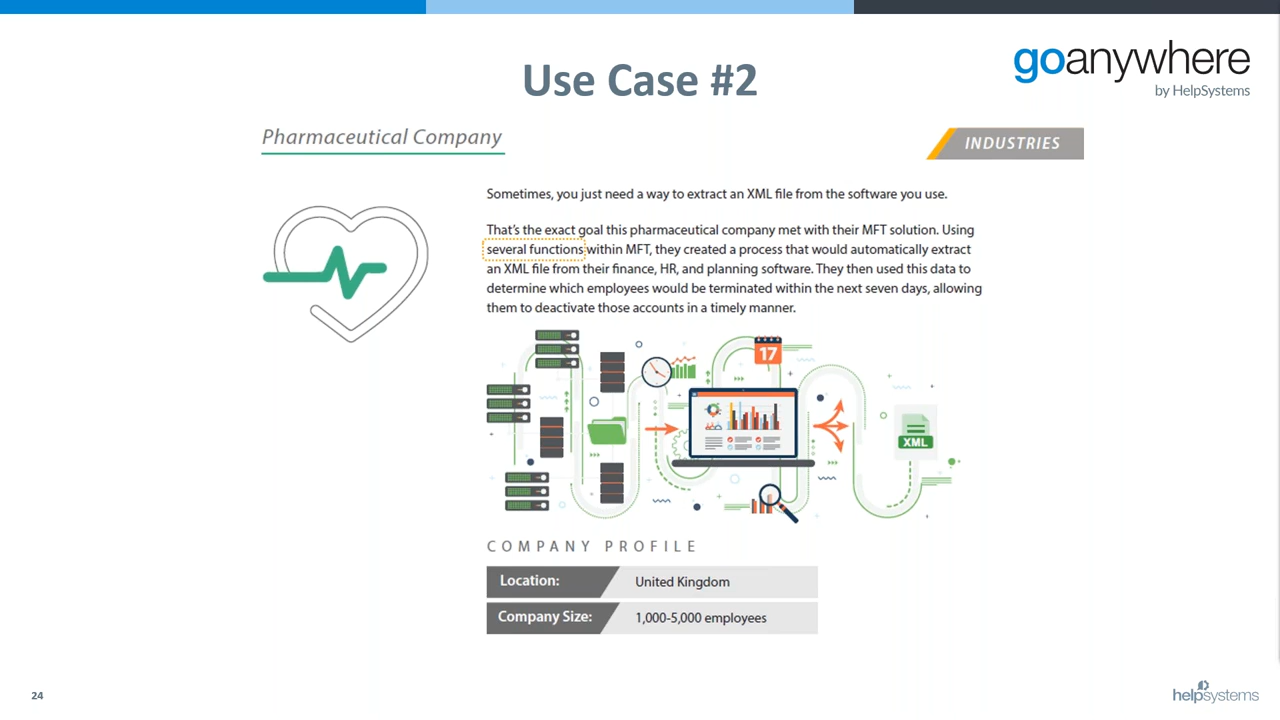 Use Case #2
goanywhere
by HelpSystems
Pharmaceutical Company
INDUSTRIES
Sometimes, you just need a way to extract an XML file from the software you use.
That's the exact goal this pharmaceutical company met with their MFT solution. Using
several functions within MFT, they created a process that would automatically extract
an XML file from their finance, HR, and planning software. They then used this data to
determine which employees would be terminated within the next seven days, allowing
them to deactivate those accounts in a timely manner.
17
XML
COMPANY PROFILE
Location: United Kingdom
Company Size: 1,000-5,000 employees
24
helpsystems